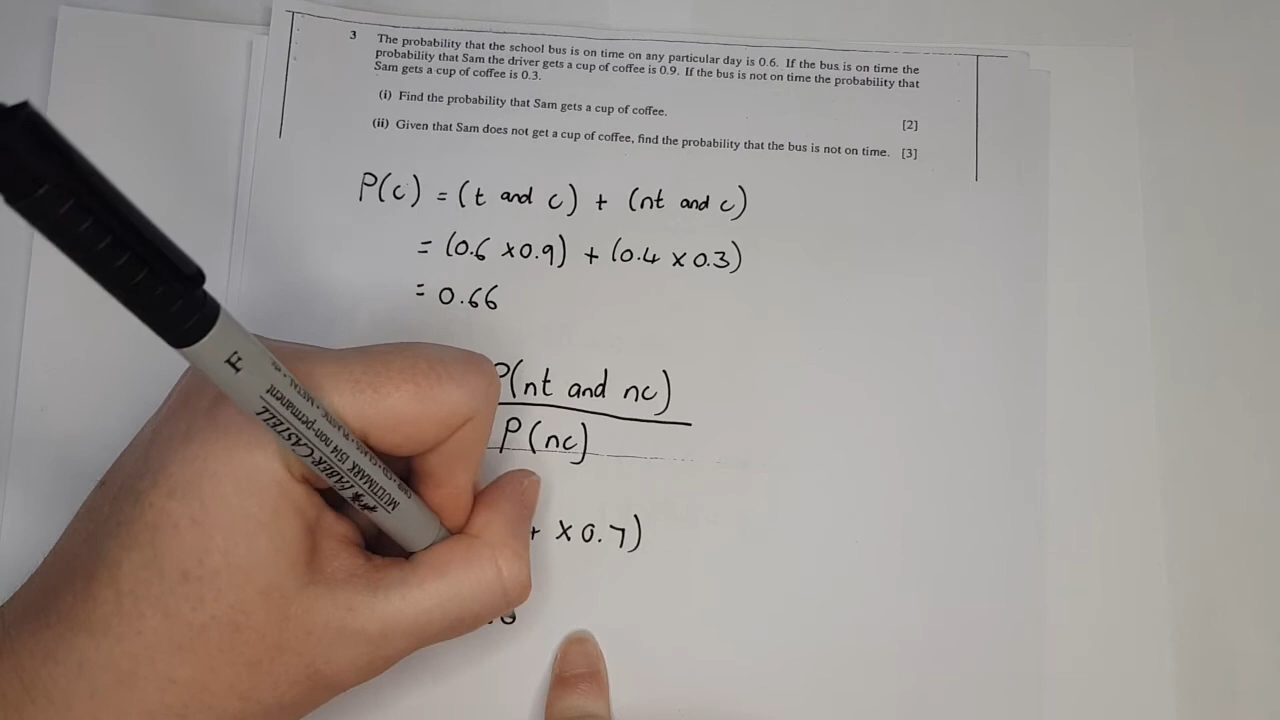 3 The probability that the school bus is on time on any particular day is 0.6. If the bus is on time the
probability that Sam the driver gets a cup of coffee is 0.9. If the bus is not on time the probability that
Sam gets a cup of coffee is 0.3.
(i) Find the probability that Sam gets a cup of coffee. [2]
(ii) Given that Sam does not get a cup of coffee, find the probability that the bus is not on time. [3]
P(c) = (t and c) + (nt and c)
= (0.6 × 0.9) + (0.4 × 0.3)
= 0.66
P(nt and nc)
P(nc)
× 0.7)
F
FABER-CASTELL
MULTIMARK 1514 non-permanent